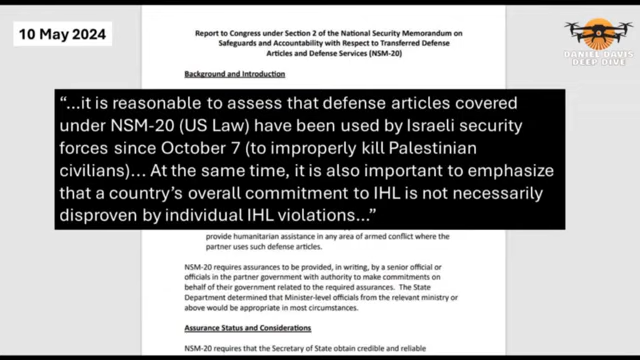 10 May 2024
Report to Congress under Section 2 of the National Security Memorandum on
Safeguards and Accountability with Respect to Transferred Defense
Articles and Defense Services (NSM-20)
DANIEL DAVIS
DEEP DIVE
Background and Introduction
“...it is reasonable to assess that defense articles covered
under NSM-20 (US Law) have been used by Israeli security
forces since October 7 (to improperly kill Palestinian
civilians)... At the same time, it is also important to emphasize
that a country’s overall commitment to IHL is not necessarily
disproven by individual IHL violations...”
provide humanitarian assistance in any area of armed conflict where the
partner uses such defense articles.
NSM-20 requires assurances to be provided, in writing, by a senior official or
officials in the partner government with authority to make commitments on
behalf of their government related to the required assurances. The State
Department determined that Minister-level officials from the relevant ministry or
above would be appropriate in most circumstances.
Assurance Status and Considerations
NSM-20 requires that the Secretary of State obtain credible and reliable